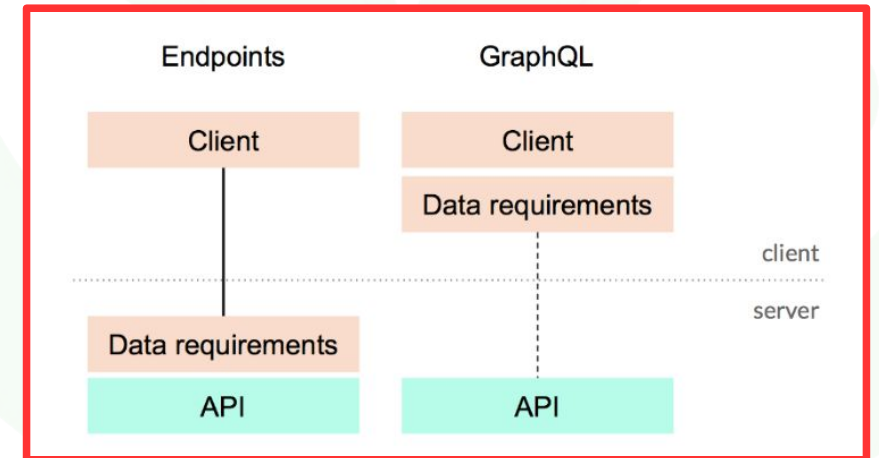 Endpoints
GraphQL
Client
Client
Data requirements
client
server
Data requirements
API
API